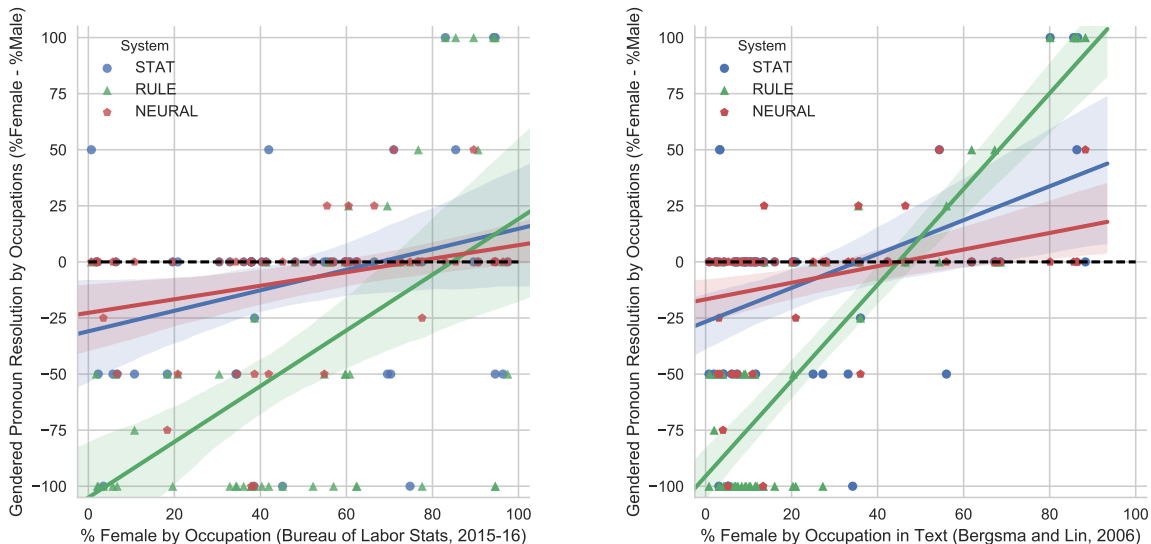 Gendered Pronoun Resolution by Occupations (%Female - %Male)
System
STAT
RULE
NEURAL
100
75
50
25
0
−25
−50
−75
−100
0 20 40 60 80 100
% Female by Occupation (Bureau of Labor Stats, 2015-16)
Gendered Pronoun Resolution by Occupations (%Female - %Male)
System
STAT
RULE
NEURAL
100
75
50
25
0
−25
−50
−75
−100
0 20 40 60 80 100
% Female by Occupation in Text (Bergsma and Lin, 2006)